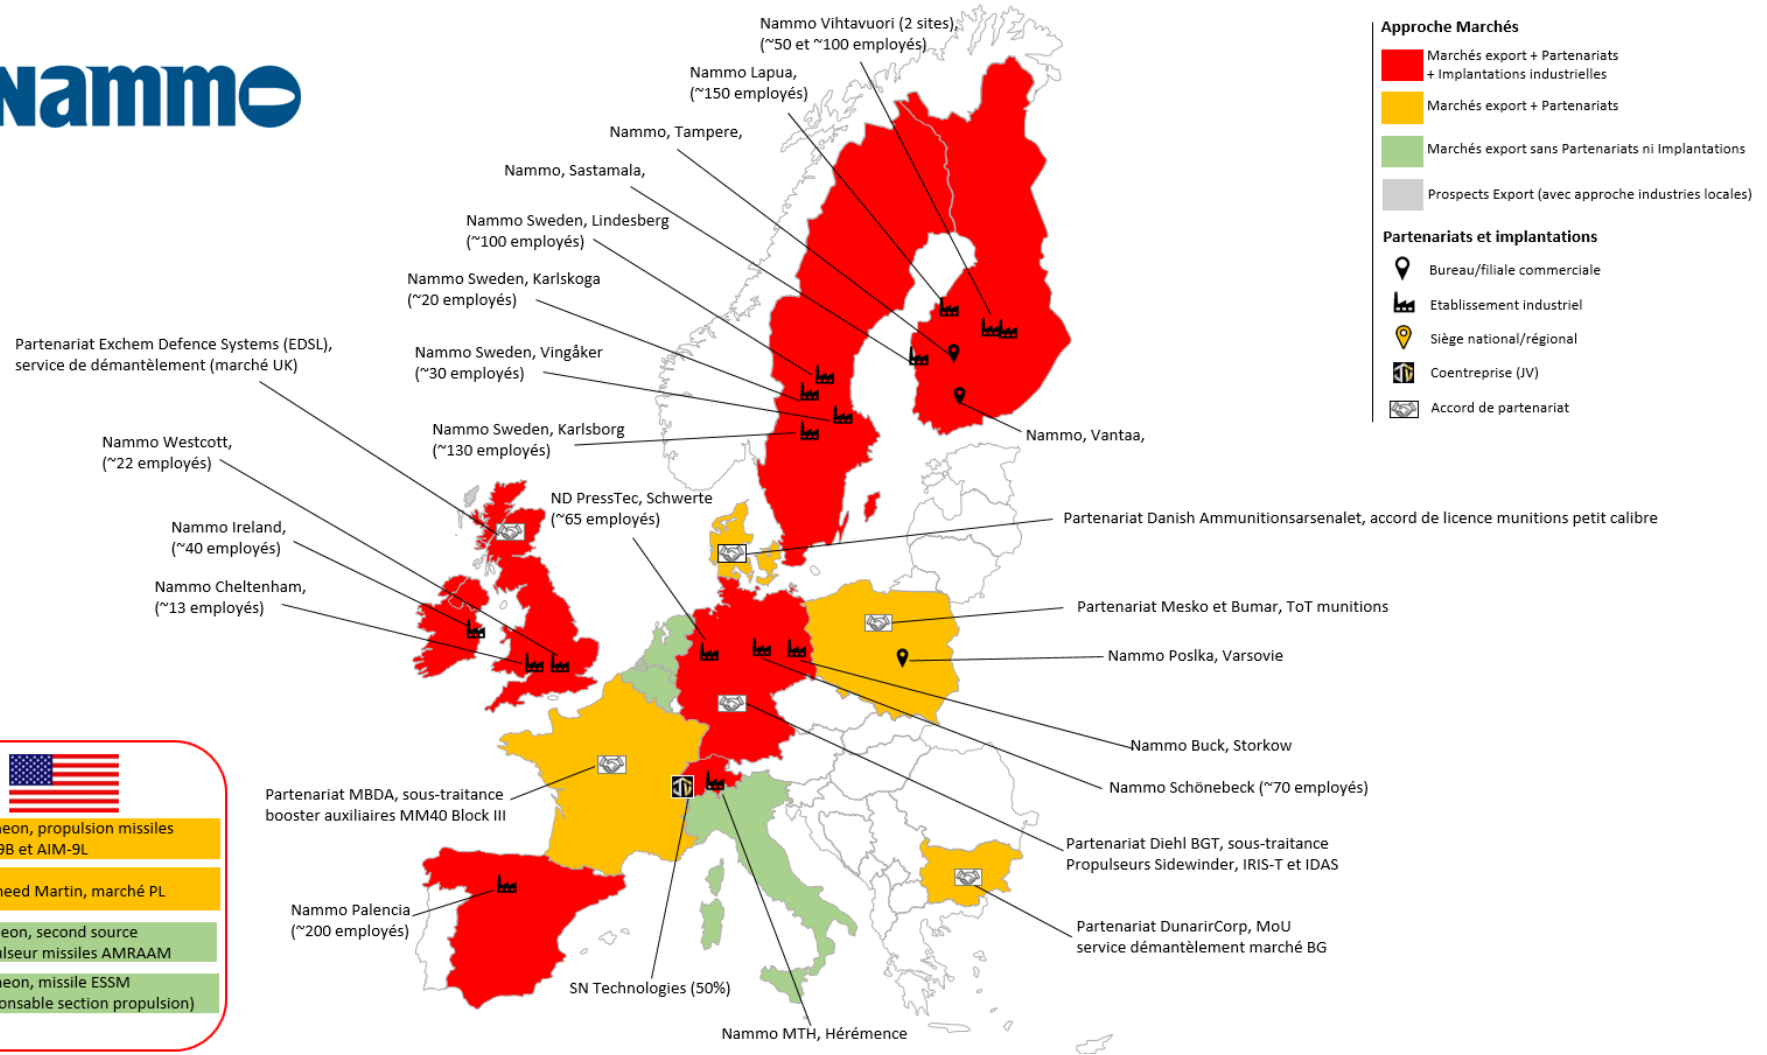 Nammo
Nammo Vihtavuori (2 sites),
(~50 et ~100 employés)
Nammo Lapua,
(~150 employés)
Nammo, Tampere,
Nammo, Sastamala,
Nammo Sweden, Lindesberg
(~100 employés)
Nammo Sweden, Karlskoga
(~20 employés)
Partenariat Exchem Defence Systems (EDSL),
service de démantèlement (marché UK)
Nammo Sweden, Vingåker
(~30 employés)
Nammo Sweden, Karlsborg
(~130 employés)
Nammo Westcott,
(~22 employés)
Nammo, Vantaa,
ND PressTec, Schwerte
(~65 employés)
Nammo Ireland,
(~40 employés)
Nammo Cheltenham,
(~13 employés)
Partenariat Danish Ammunitionsarsenalet, accord de licence munitions petit calibre
Partenariat Mesko et Bumar, ToT munitions
Nammo Poslka, Varsovie
Nammo Buck, Storkow
Nammo Schönebeck (~70 employés)
Partenariat MBDA, sous-traitance
booster auxiliaires MM40 Block III
Partenariat Diehl BGT, sous-traitance
Propulseurs Sidewinder, IRIS-T et IDAS
Nammo Palencia
(~200 employés)
Partenariat DunarirCorp, MoU
service démantèlement marché BG
SN Technologies (50%)
Nammo MTH, Hérémence
JV
eon, propulsion missiles
9B et AIM-9L
heed Martin, marché PL
eon, second source
ulseur missiles AMRAAM
heon, missile ESSM
onsable section propulsion)
Approche Marchés
Marchés export + Partenariats
+ Implantations industrielles
Marchés export + Partenariats
Marchés export sans Partenariats ni Implantations
Prospects Export (avec approche industries locales)
Partenariats et implantations
Bureau/filiale commerciale
Etablissement industriel
Siège national/régional
JV
Coentreprise (JV)
Accord de partenariat